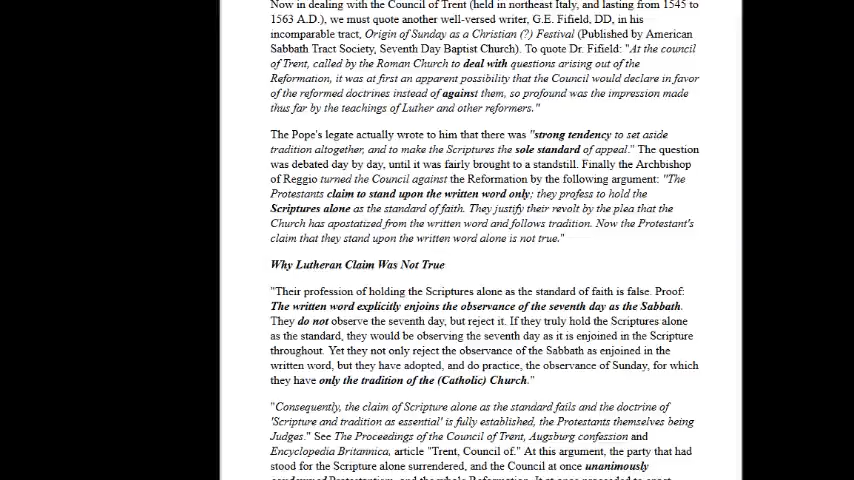 Now in dealing with the Council of Trent (held in northeast Italy, and lasting from 1545 to
1563 A.D.), we must quote another well-versed writer, G.E. Fifield, DD, in his
incomparable tract, Origin of Sunday as a Christian (?) Festival (Published by American
Sabbath Tract Society, Seventh Day Baptist Church). To quote Dr. Fifield: "At the council
of Trent, called by the Roman Church to deal with questions arising out of the
Reformation, it was at first an apparent possibility that the Council would declare in favor
of the reformed doctrines instead of against them, so profound was the impression made
thus far by the teachings of Luther and other reformers."
The Pope's legate actually wrote to him that there was "strong tendency to set aside
tradition altogether, and to make the Scriptures the sole standard of appeal." The question
was debated day by day, until it was fairly brought to a standstill. Finally the Archbishop
of Reggio turned the Council against the Reformation by the following argument: "The
Protestants claim to stand upon the written word only; they profess to hold the
Scriptures alone as the standard of faith. They justify their revolt by the plea that the
Church has apostatized from the written word and follows tradition. Now the Protestant's
claim that they stand upon the written word alone is not true."
Why Lutheran Claim Was Not True
"Their profession of holding the Scriptures alone as the standard of faith is false. Proof:
The written word explicitly enjoins the observance of the seventh day as the Sabbath.
They do not observe the seventh day, but reject it. If they truly hold the Scriptures alone
as the standard, they would be observing the seventh day as it is enjoined in the Scripture
throughout. Yet they not only reject the observance of the Sabbath as enjoined in the
written word, but they have adopted, and do practice, the observance of Sunday, for which
they have only the tradition of the (Catholic) Church."
"Consequently, the claim of Scripture alone as the standard fails and the doctrine of
'Scripture and tradition as essential' is fully established, the Protestants themselves being
Judges." See The Proceedings of the Council of Trent, Augsburg confession and
Encyclopedia Britannica, article "Trent, Council of." At this argument, the party that had
stood for the Scripture alone surrendered, and the Council at once unanimously